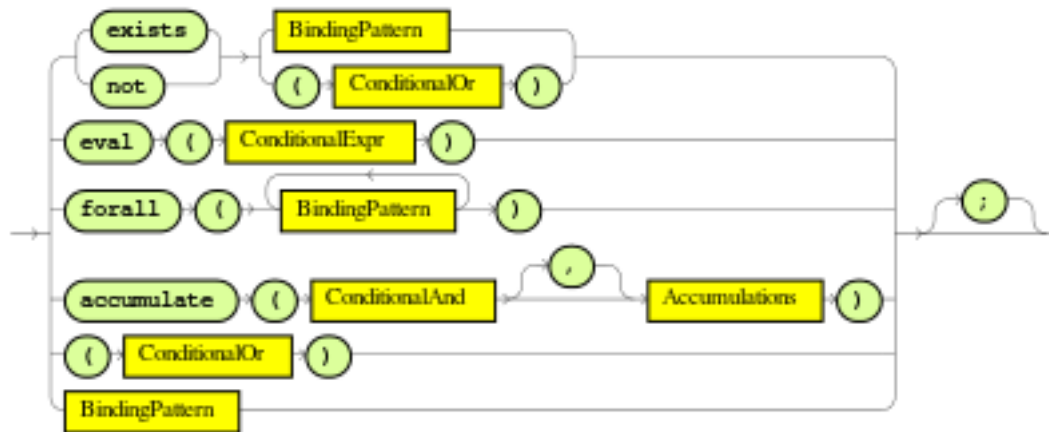 exists BindingPattern
not ( ConditionalOr )
eval ( ConditionalExpr )
forall ( BindingPattern ) ;
accumulate ( ConditionalAnd , Accumulations )
( ConditionalOr )
BindingPattern